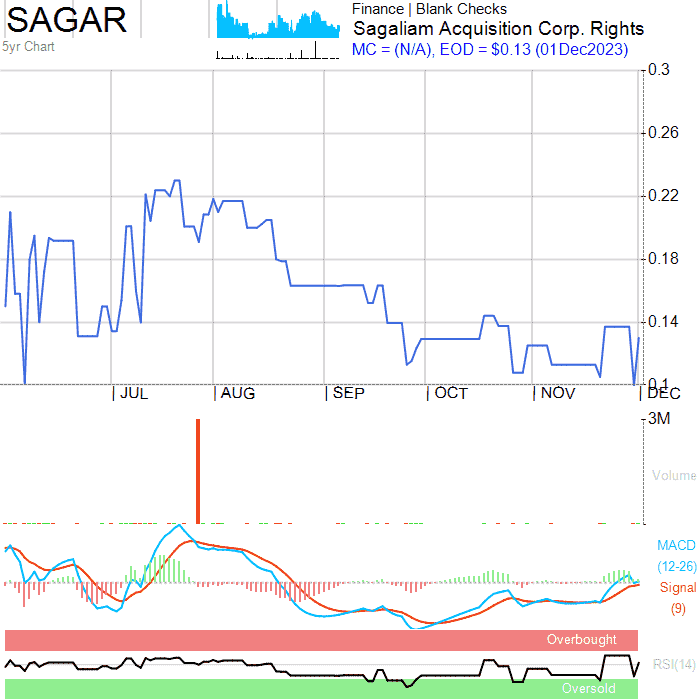 SAGAR
5yr Chart
Finance | Blank Checks
Sagaliam Acquisition Corp. Rights
MC = (N/A), EOD = $0.13 (01Dec2023)
0.3
0.26
0.22
0.18
0.14
0.1
JUL AUG SEP OCT NOV DEC
3M
Volume
MACD
(12-26)
Signal
(9)
Overbought
RSI(14)
Oversold